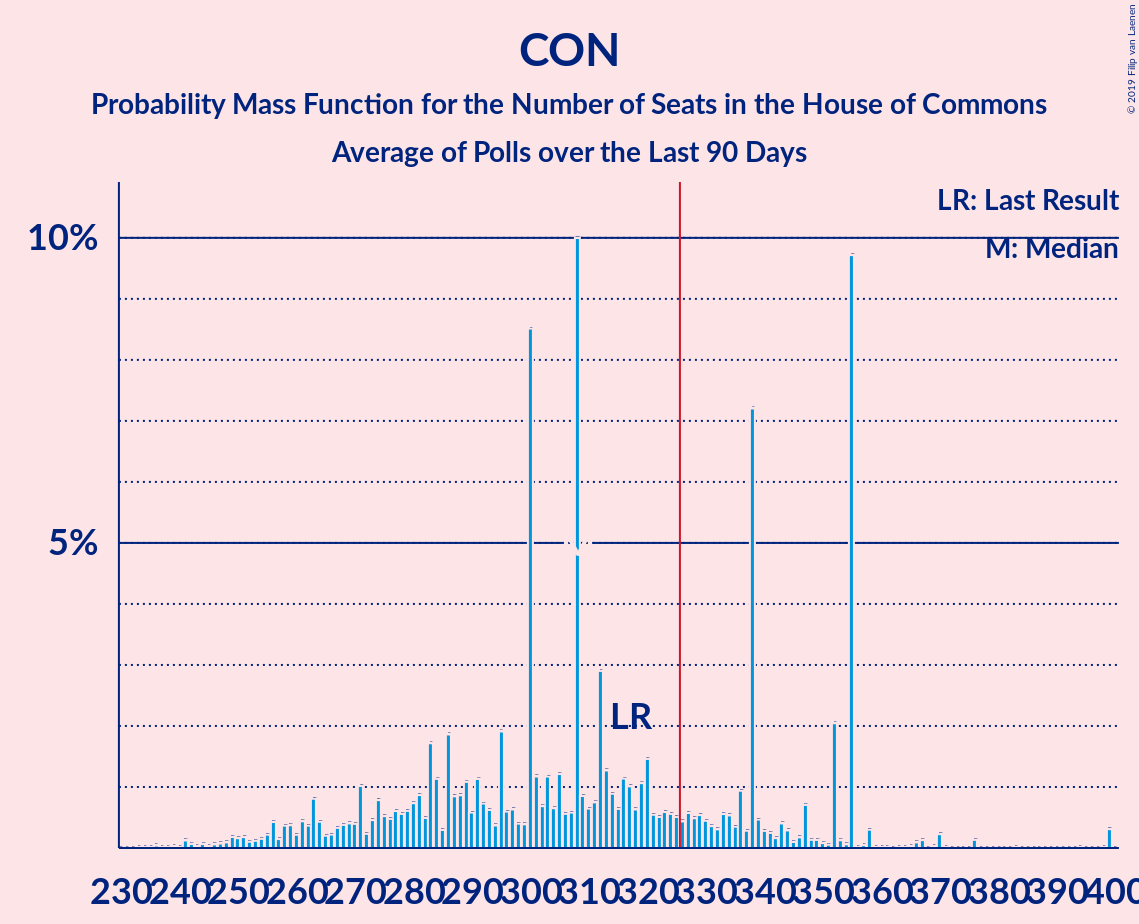 CON
Probability Mass Function for the Number of Seats in the House of Commons
Average of Polls over the Last 90 Days
© 2019 Filip van Laenen
LR: Last Result
M: Median
10%
5%
LR
230 240 250 260 270 280 290 300 310 320 330 340 350 360 370 380 390 400